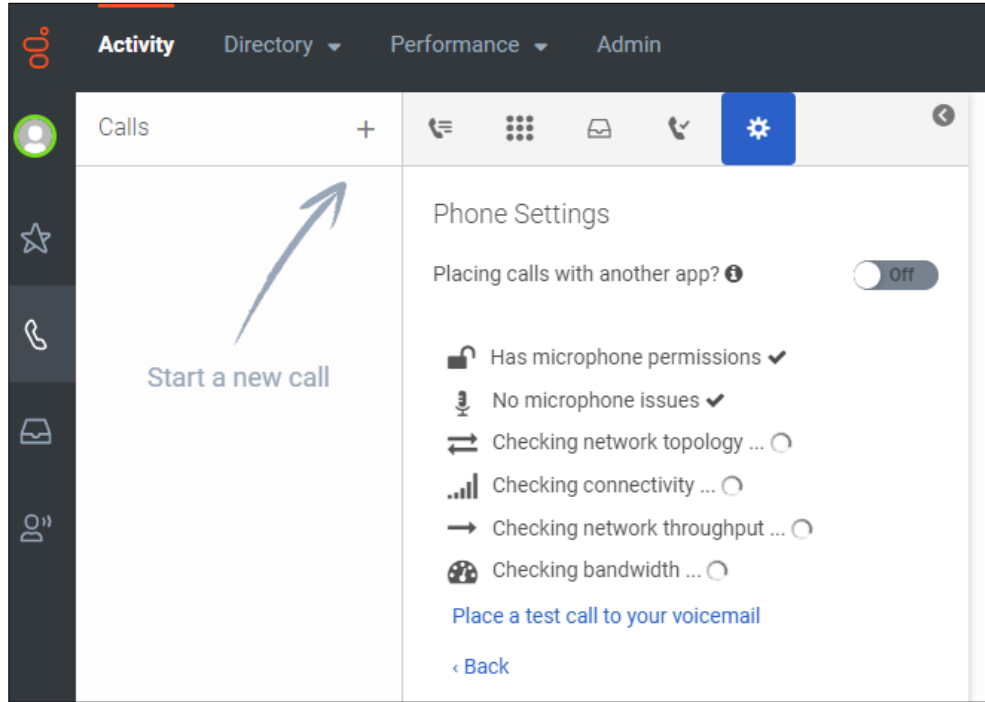 Activity Directory Performance Admin
Calls +
Phone Settings
Placing calls with another app? Off
Has microphone permissions
No microphone issues
Start a new call
Checking network topology ...
Checking connectivity ...
Checking network throughput ...
Checking bandwidth ...
Place a test call to your voicemail
‹ Back